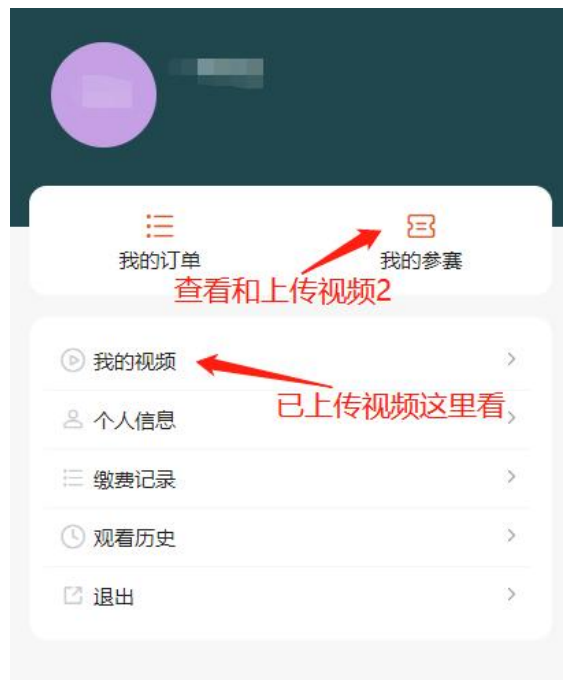 我的订单
我的参赛
查看和上传视频2
我的视频
已上传视频这里看
个人信息
缴费记录
观看历史
退出